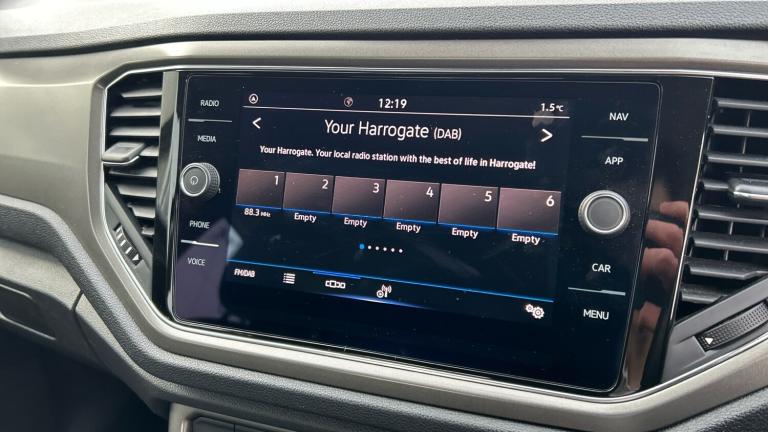 RADIO
MEDIA
PHONE
VOICE
12:19
1.5°C
Your Harrogate (DAB)
Your Harrogate. Your local radio station with the best of life in Harrogate!
1 2 3 4 5 6
88.3 MHz Empty Empty Empty Empty Empty
FM/DAB
NAV
APP
CAR
MENU